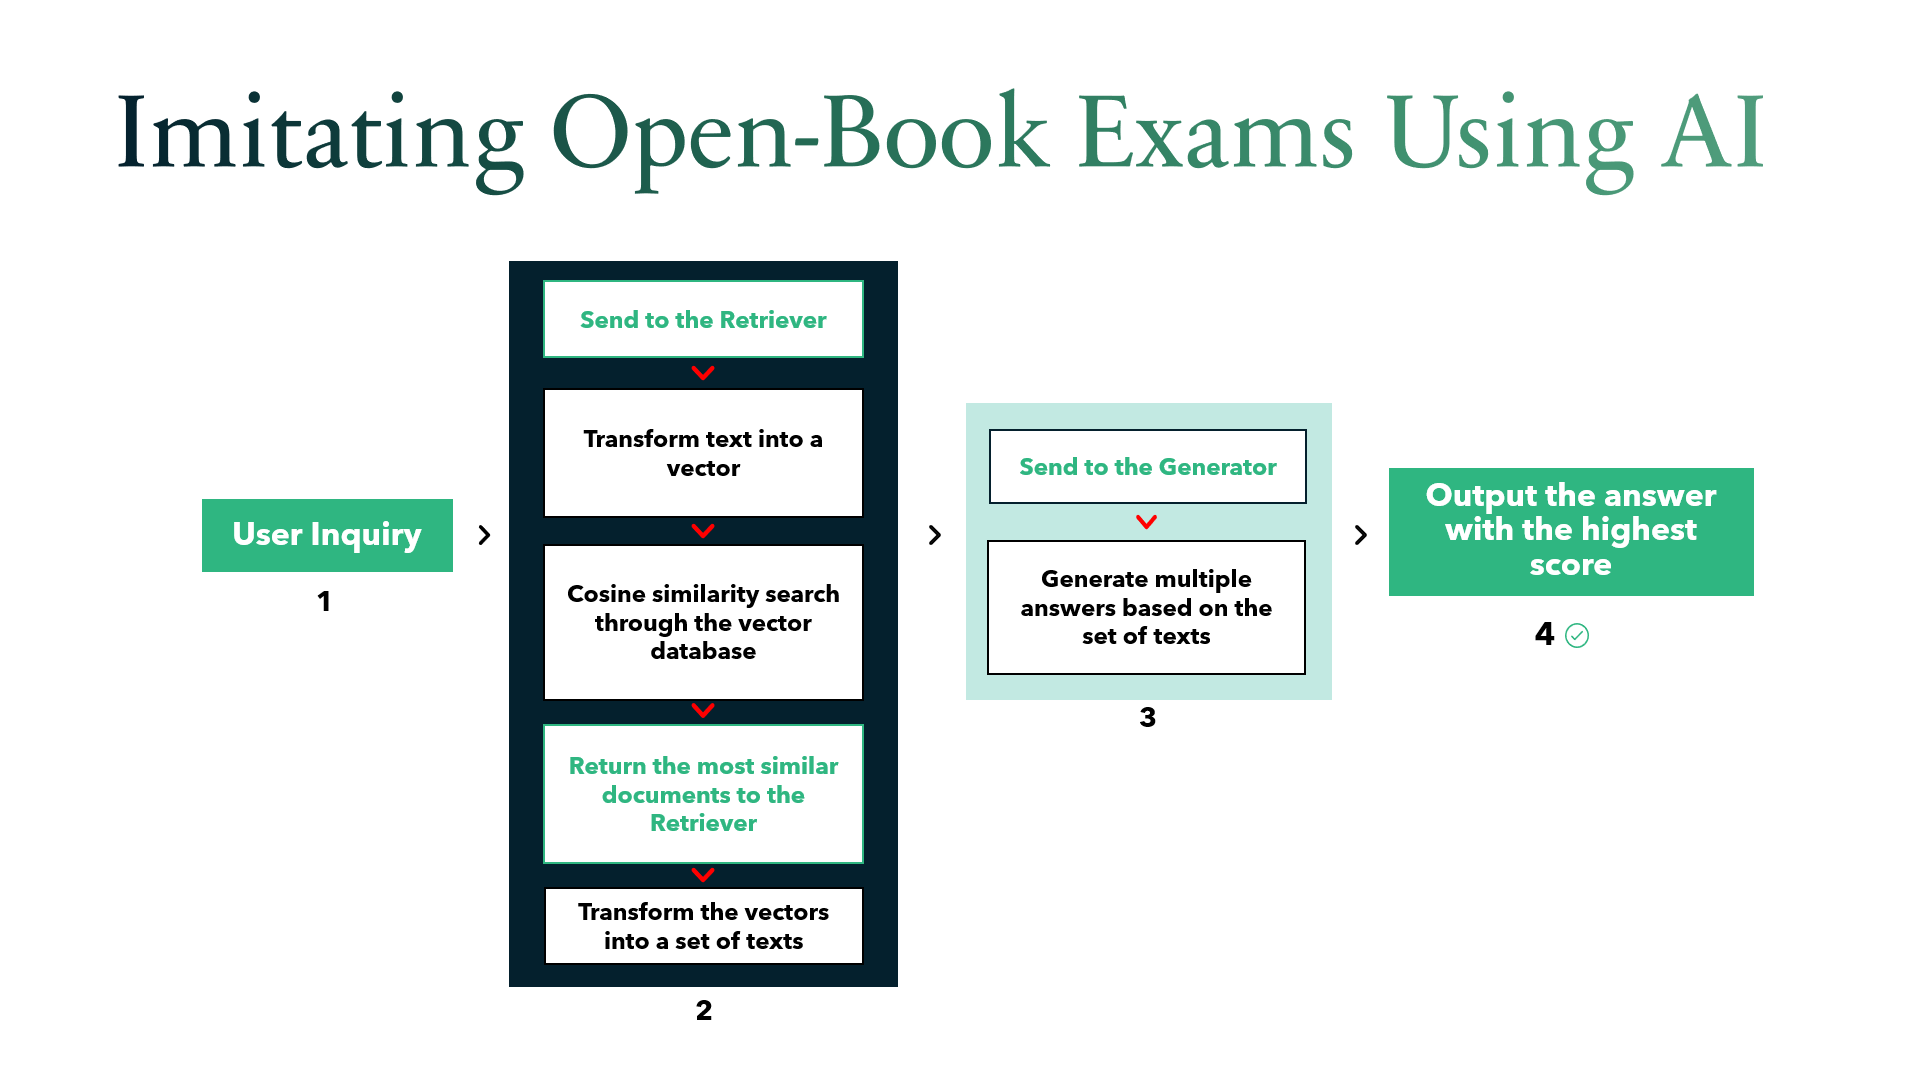 Imitating Open-Book Exams Using AI
User Inquiry
1
Send to the Retriever
Transform text into a
vector
Cosine similarity search
through the vector
database
Return the most similar
documents to the
Retriever
Transform the vectors
into a set of texts
2
Send to the Generator
Generate multiple
answers based on the
set of texts
3
Output the answer
with the highest
score
4